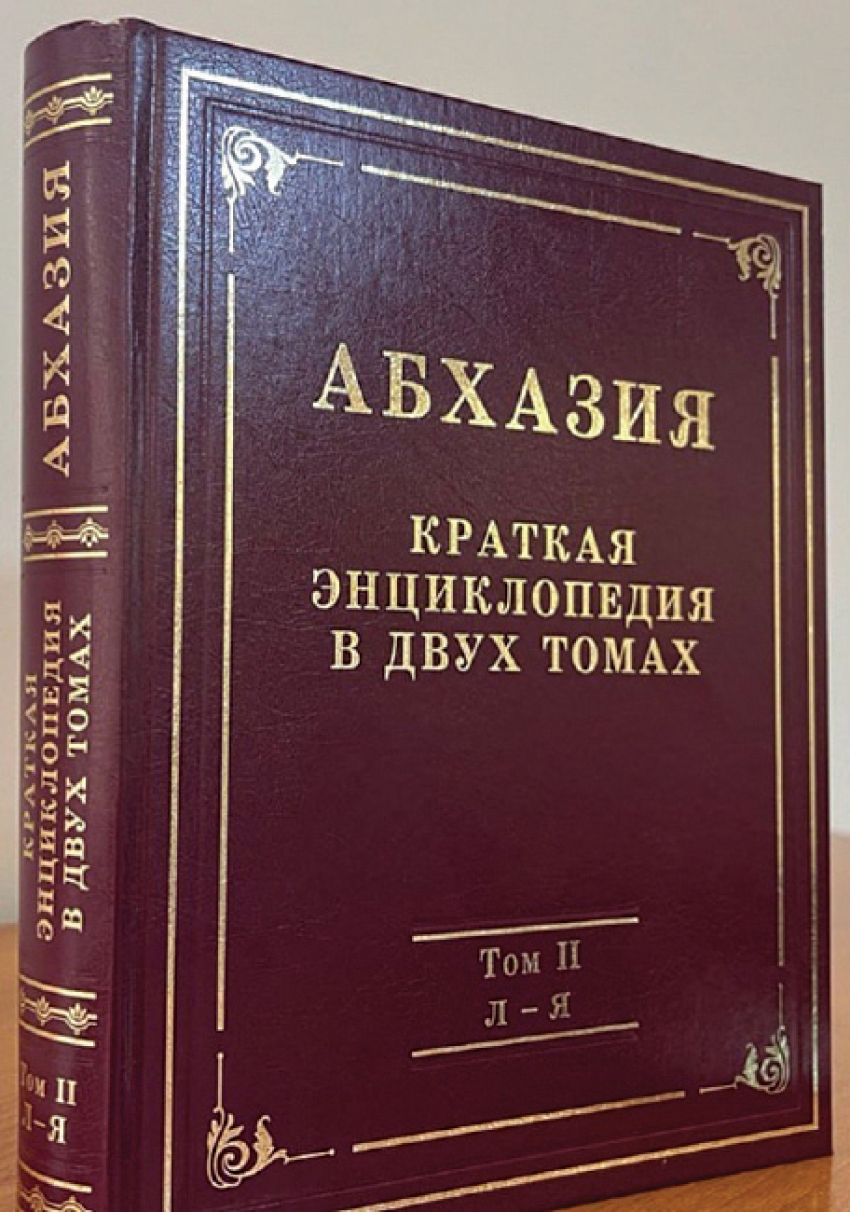 АБХАЗИЯ
КРАТКАЯ
ЭНЦИКЛОПЕДИЯ
В ДВУХ ТОМАХ
Том II
Л – Я
АБХАЗИЯ
КРАТКАЯ
ЭНЦИКЛОПЕДИЯ
В ДВУХ ТОМАХ
Том II
Л–Я